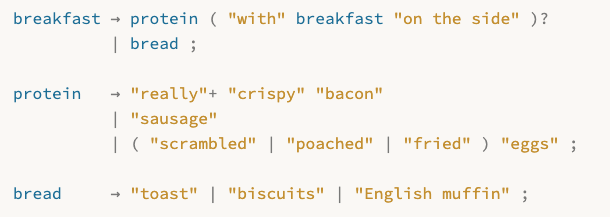 breakfast → protein ( "with" breakfast "on the side" )?
| bread ;
protein → "really"+ "crispy" "bacon"
| "sausage"
| ( "scrambled" | "poached" | "fried" ) "eggs" ;
bread → "toast" | "biscuits" | "English muffin" ;